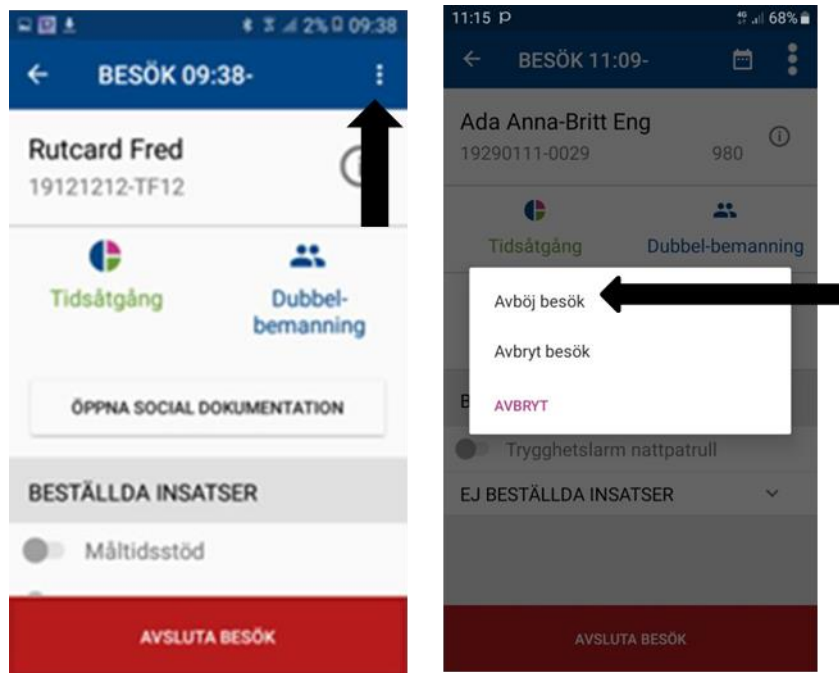 2% 09:38
BESÖK 09:38-
Rutcard Fred
19121212-TF12
Tidsåtgång
Dubbel-
bemanning
ÖPPNA SOCIAL DOKUMENTATION
BESTÄLLDA INSATSER
Måltidsstöd
AVSLUTA BESÖK
11:15 68%
BESÖK 11:09-
Ada Anna-Britt Eng
19290111-0029 980
Tidsåtgång Dubbel-bemanning
Avböj besök
Avbryt besök
B
AVBRYT
Trygghetslarm nattpatrull
EJ BESTÄLLDA INSATSER
AVSLUTA BESÖK